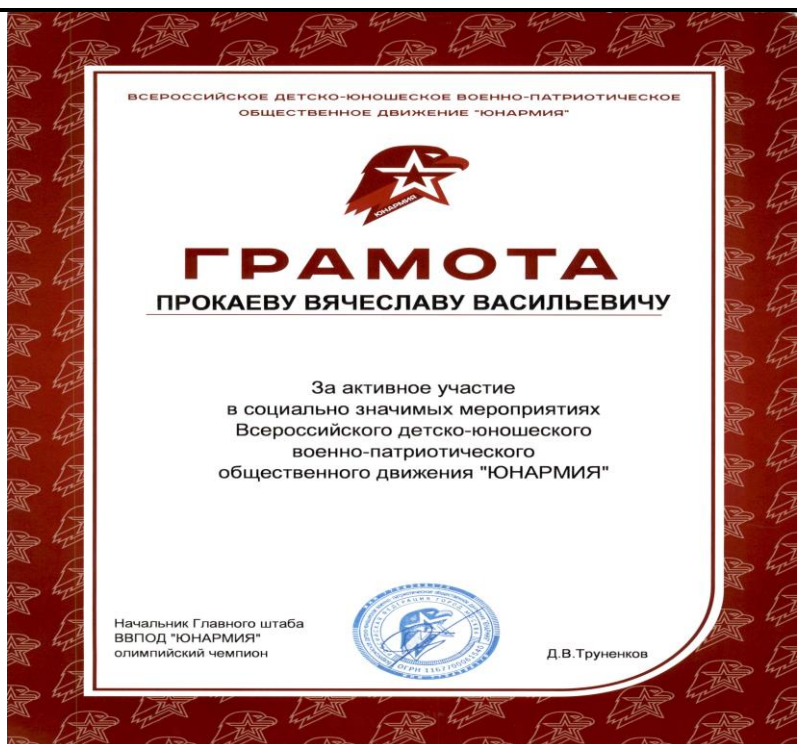 ВСЕРОССИЙСКОЕ ДЕТСКО-ЮНОШЕСКОЕ ВОЕННО-ПАТРИОТИЧЕСКОЕ
ОБЩЕСТВЕННОЕ ДВИЖЕНИЕ "ЮНАРМИЯ"
ЮНАРМИЯ
ГРАМОТА
ПРОКАЕВУ ВЯЧЕСЛАВУ ВАСИЛЬЕВИЧУ
За активное участие
в социально значимых мероприятиях
Всероссийского детско-юношеского
военно-патриотического
общественного движения "ЮНАРМИЯ"
Начальник Главного штаба
ВВПОД "ЮНАРМИЯ"
олимпийский чемпион
Д.В.Труненков